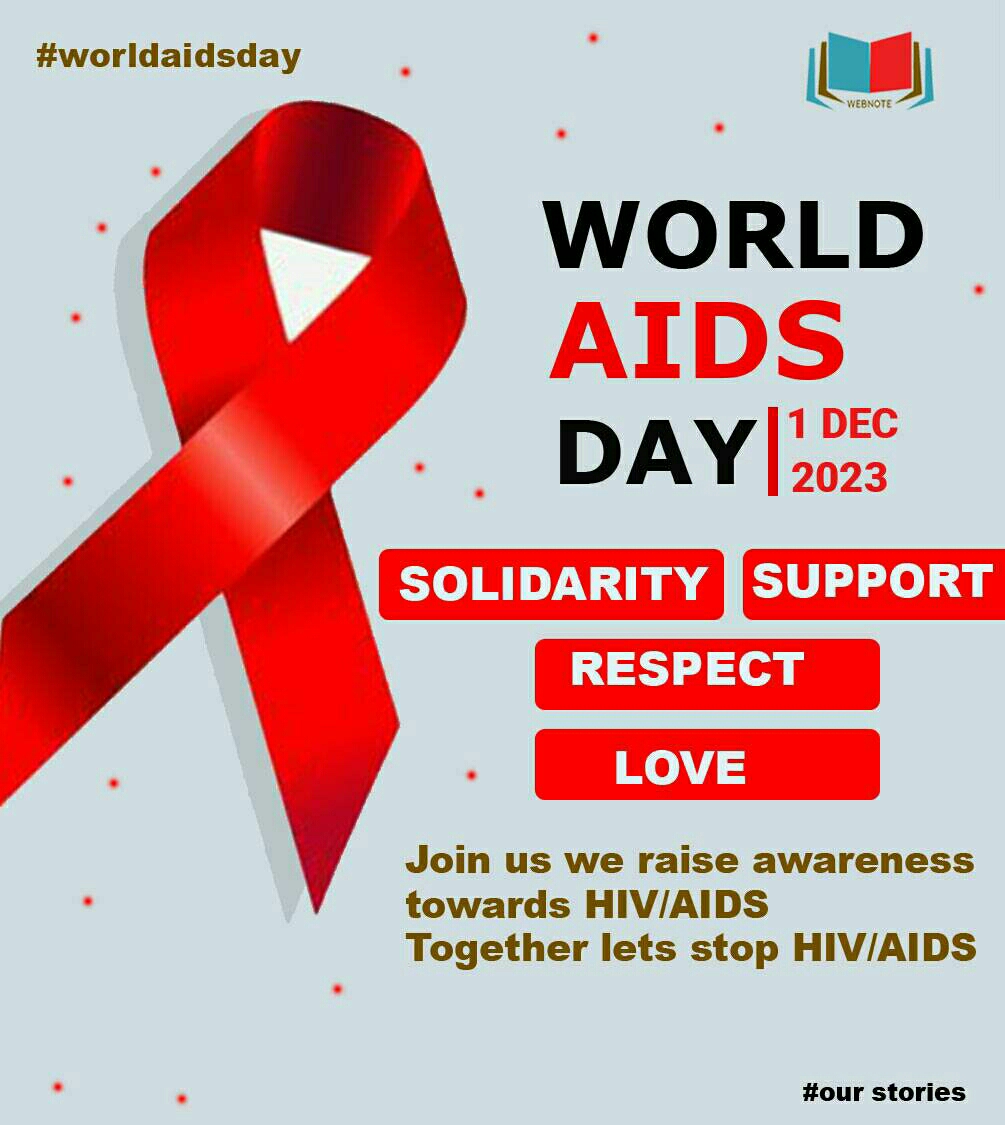 #worldaidsday
WEBNOTE
WORLD
AIDS
DAY
1 DEC
2023
SOLIDARITY
SUPPORT
RESPECT
LOVE
Join us we raise awareness
towards HIV/AIDS
Together lets stop HIV/AIDS
#our stories